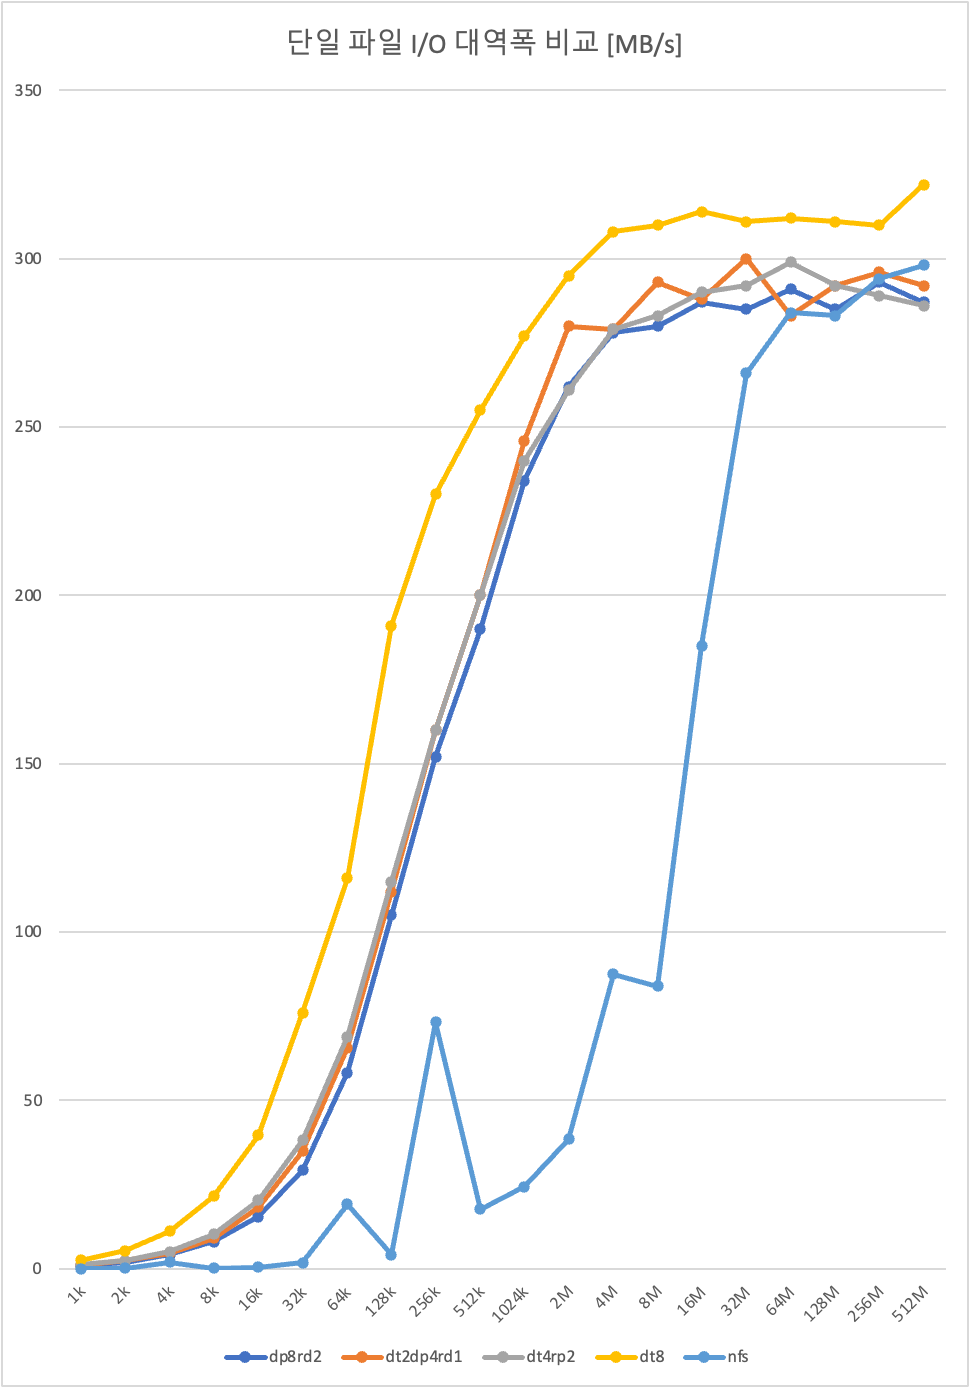 단일 파일 I/O 대역폭 비교 [MB/s]
350
300
250
200
150
100
50
0
1k 2k 4k 8k 16k 32k 64k 128k 256k 512k 1024k 2M 4M 8M 16M 32M 64M 128M 256M 512M
dp8rd2 dt2dp4rd1 dt4rp2 dt8 nfs